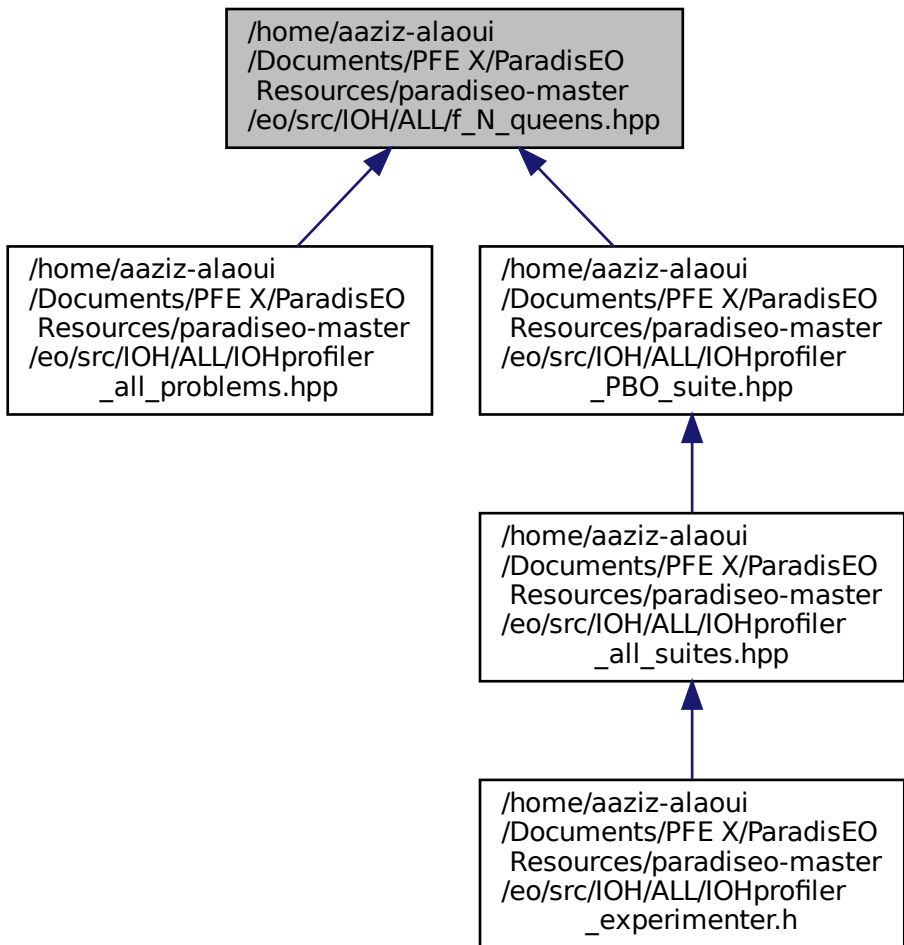 /home/aaziz-alaoui
/Documents/PFE X/ParadisEO
Resources/paradiseo-master
/eo/src/IOH/ALL/f_N_queens.hpp
/home/aaziz-alaoui
/Documents/PFE X/ParadisEO
Resources/paradiseo-master
/eo/src/IOH/ALL/IOHprofiler
_all_problems.hpp
/home/aaziz-alaoui
/Documents/PFE X/ParadisEO
Resources/paradiseo-master
/eo/src/IOH/ALL/IOHprofiler
_PBO_suite.hpp
/home/aaziz-alaoui
/Documents/PFE X/ParadisEO
Resources/paradiseo-master
/eo/src/IOH/ALL/IOHprofiler
_all_suites.hpp
/home/aaziz-alaoui
/Documents/PFE X/ParadisEO
Resources/paradiseo-master
/eo/src/IOH/ALL/IOHprofiler
_experimenter.h